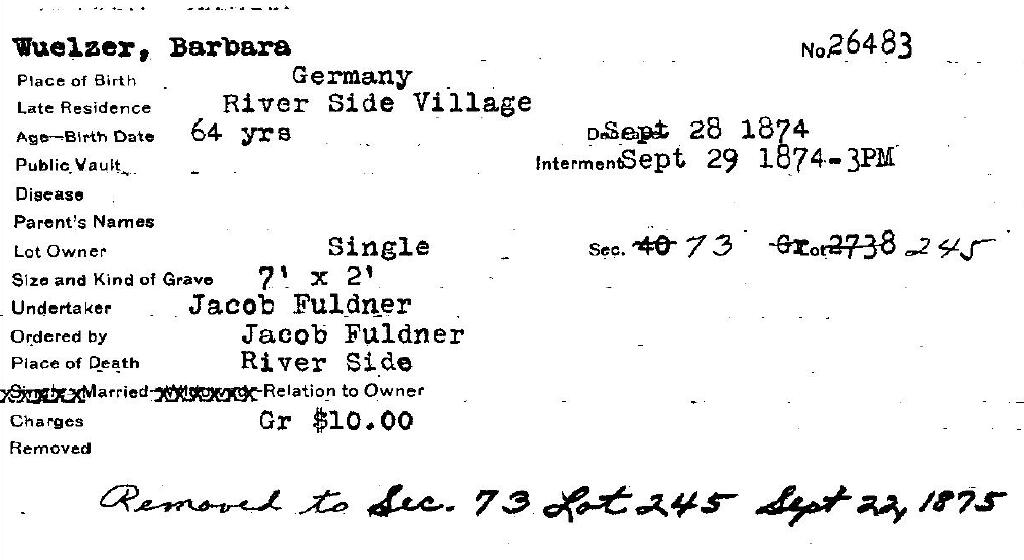 Wuelzer, Barbara No. 26483
Place of Birth Germany
Late Residence River Side Village
Age—Birth Date 64 yrs Sept 28 1874
Public Vault Interment Sept 29 1874-3PM
Disease
Parent's Names
Lot Owner Single Sec. 40 73 Gr Lot 2738 245
Size and Kind of Grave 7' x 2'
Undertaker Jacob Fuldner
Ordered by Jacob Fuldner
Place of Death River Side
Single-Married-Widowed-Relation to Owner
Charges Gr $10.00
Removed
Removed to Sec. 73 Lot 245 Sept 22, 1875